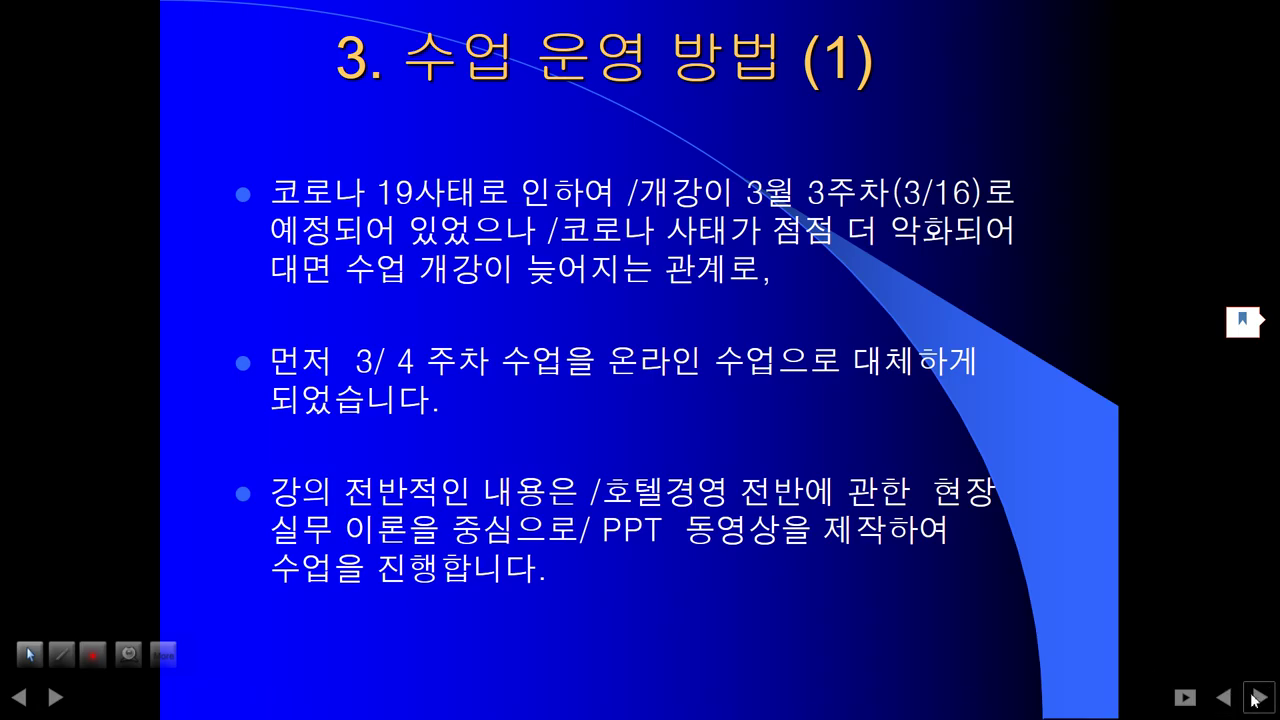 3. 수업 운영 방법 (1)
코로나 19사태로 인하여 /개강이 3월 3주차(3/16)로
예정되어 있었으나 /코로나 사태가 점점 더 악화되어
대면 수업 개강이 늦어지는 관계로,
먼저 3/ 4 주차 수업을 온라인 수업으로 대체하게
되었습니다.
강의 전반적인 내용은 /호텔경영 전반에 관한 현장
실무 이론을 중심으로/ PPT 동영상을 제작하여
수업을 진행합니다.
More